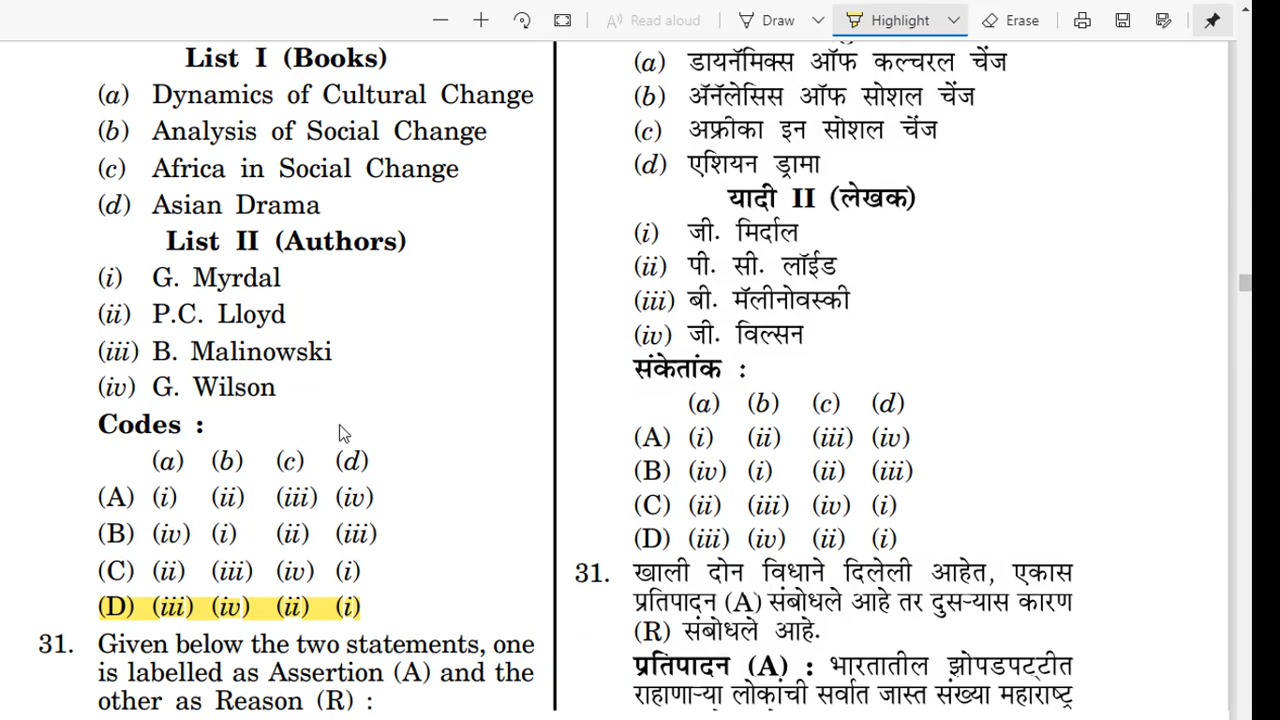 Read aloud
Draw
Highlight
Erase
List I (Books)
(a) Dynamics of Cultural Change
(b) Analysis of Social Change
(c) Africa in Social Change
(d) Asian Drama
List II (Authors)
(i) G. Myrdal
(ii) P.C. Lloyd
(iii) B. Malinowski
(iv) G. Wilson
Codes :
(a) (b) (c) (d)
(A) (i) (ii) (iii) (iv)
(B) (iv) (i) (ii) (iii)
(C) (ii) (iii) (iv) (i)
(D) (iii) (iv) (ii) (i)
31. Given below the two statements, one
is labelled as Assertion (A) and the
other as Reason (R) :
(a) डायनॅमिक्स ऑफ कल्चरल चेंज
(b) ॲनॅलेसिस ऑफ सोशल चेंज
(c) अफ्रीका इन सोशल चेंज
(d) एशियन ड्रामा
यादी II (लेखक)
(i) जी. मिर्दाल
(ii) पी. सी. लॉईड
(iii) बी. मॅलीनोवस्की
(iv) जी. विल्सन
संकेतांक :
(a) (b) (c) (d)
(A) (i) (ii) (iii) (iv)
(B) (iv) (i) (ii) (iii)
(C) (ii) (iii) (iv) (i)
(D) (iii) (iv) (ii) (i)
31. खाली दोन विधाने दिलेली आहेत, एकास
प्रतिपादन (A) संबोधले आहे तर दुसऱ्यास कारण
(R) संबोधले आहे.
प्रतिपादन (A) : भारतातील झोपडपट्टीत
राहाणाऱ्या लोकांची सर्वात जास्त संख्या महाराष्ट्र